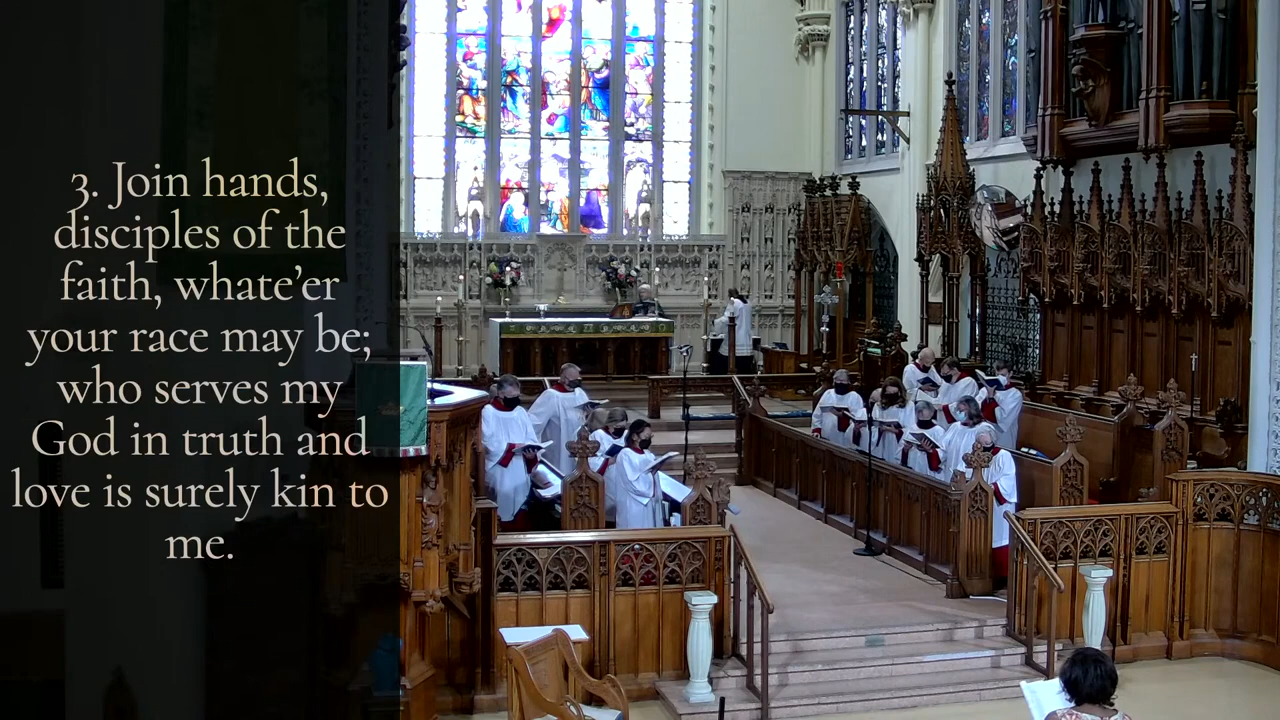 3. Join hands,
disciples of the
faith, whate’er
your race may be;
who serves my
God in truth and
love is surely kin to
me.